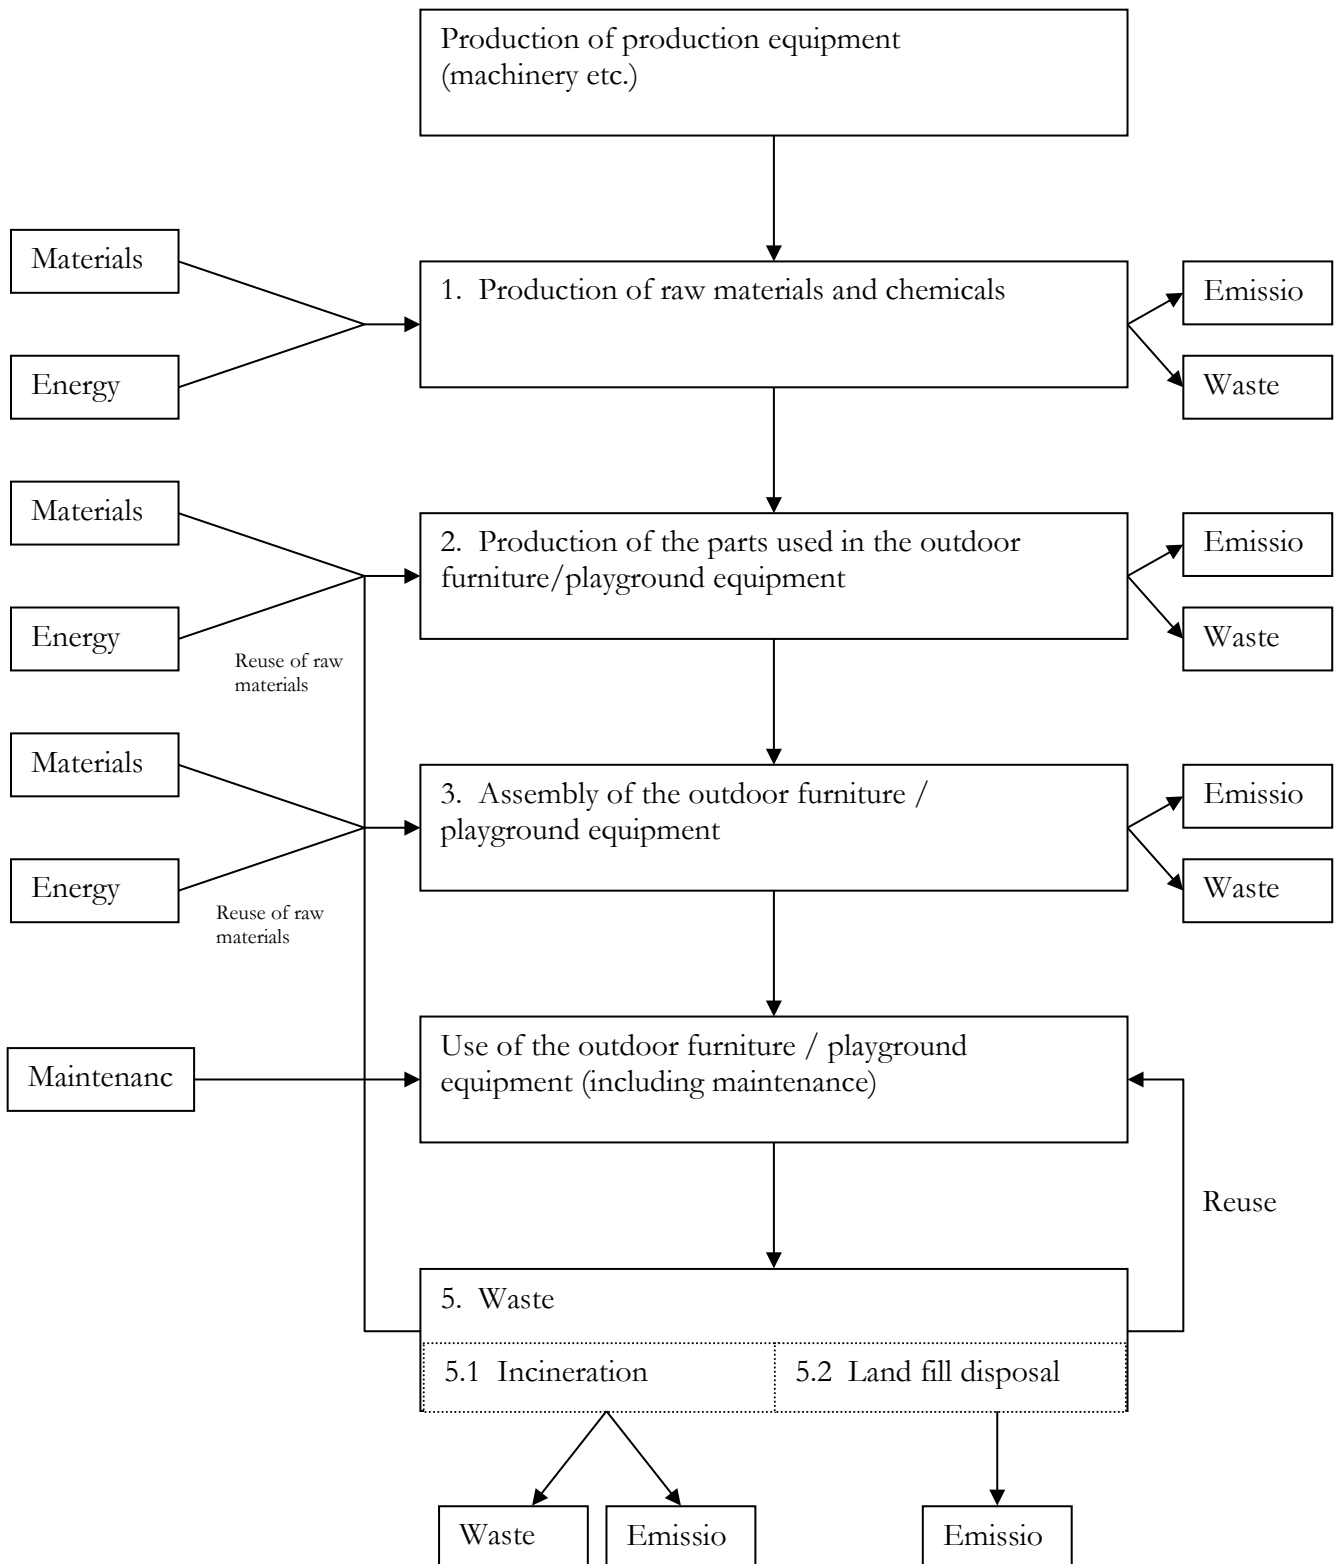 Production of production equipment
(machinery etc.)
Materials
1. Production of raw materials and chemicals
Emissio
Energy
Waste
Materials
2. Production of the parts used in the outdoor
furniture/playground equipment
Emissio
Energy
Waste
Reuse of raw
materials
Materials
3. Assembly of the outdoor furniture /
playground equipment
Emissio
Energy
Waste
Reuse of raw
materials
Maintenanc
Use of the outdoor furniture / playground
equipment (including maintenance)
Reuse
5. Waste
5.1 Incineration
5.2 Land fill disposal
Waste
Emissio
Emissio